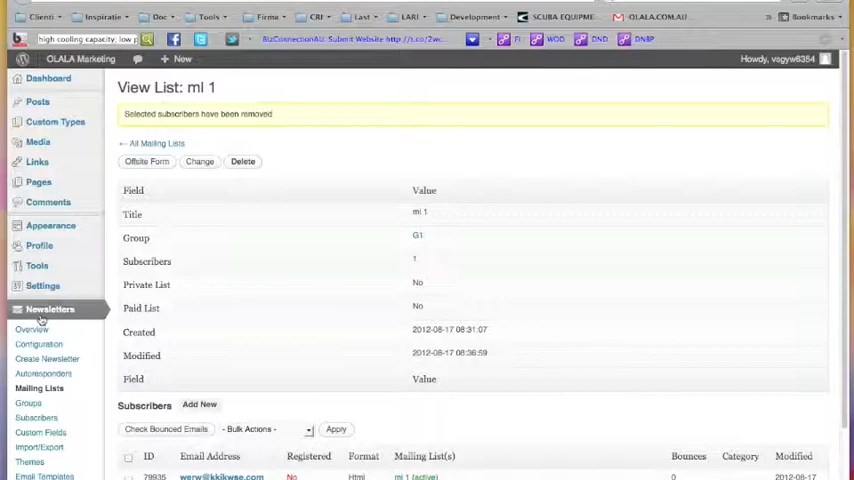 Clienti Inspiratie Doc Tools Firma CRI Last LARI Development SCUBA EQUIPME... OLALA.COM.AU » Bookmarks
high cooling capacity; low p BizConnectionAU: Submit Website http://t.co/2wc... FI WOO DND DNBP
OLALA Marketing + New Howdy, vsgyw6354
Dashboard
Posts
Custom Types
Media
Links
Pages
Comments
Appearance
Profile
Tools
Settings
Newsletters
Overview
Configuration
Create Newsletter
Autoresponders
Mailing Lists
Groups
Subscribers
Custom Fields
Import/Export
Themes
Email Templates
View List: ml 1
Selected subscribers have been removed
← All Mailing Lists
Offsite Form Change Delete
Field Value
Title ml 1
Group G1
Subscribers 1
Private List No
Paid List No
Created 2012-08-17 08:31:07
Modified 2012-08-17 08:36:59
Field Value
Subscribers Add New
Check Bounced Emails - Bulk Actions - Apply
ID Email Address Registered Format Mailing List(s) Bounces Category Modified
79935 werw@kkikwse.com No Html ml 1 (active) 0 2012-08-17